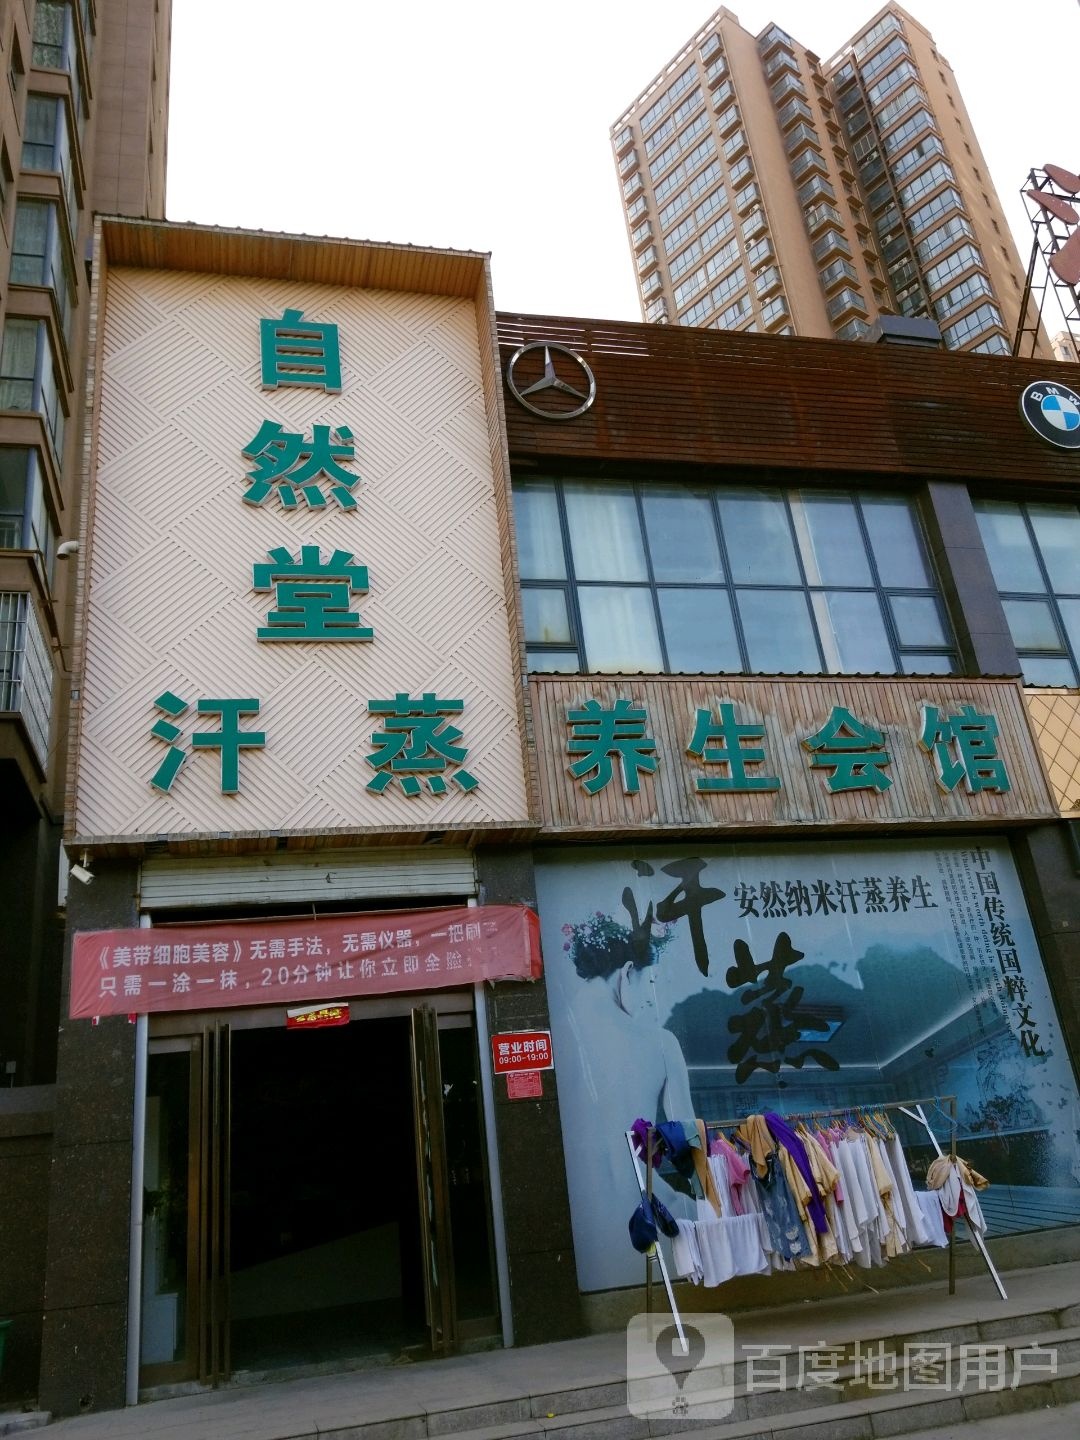 自然堂
汗蒸养生会馆
BMW
《美带细胞美容》无需手法，无需仪器，一把刷
只需一涂一抹，20分钟让你立即全脸
营业时间
09:00-19:00
汗蒸
安然纳米汗蒸养生
中国传统国粹文化
百度地图用户